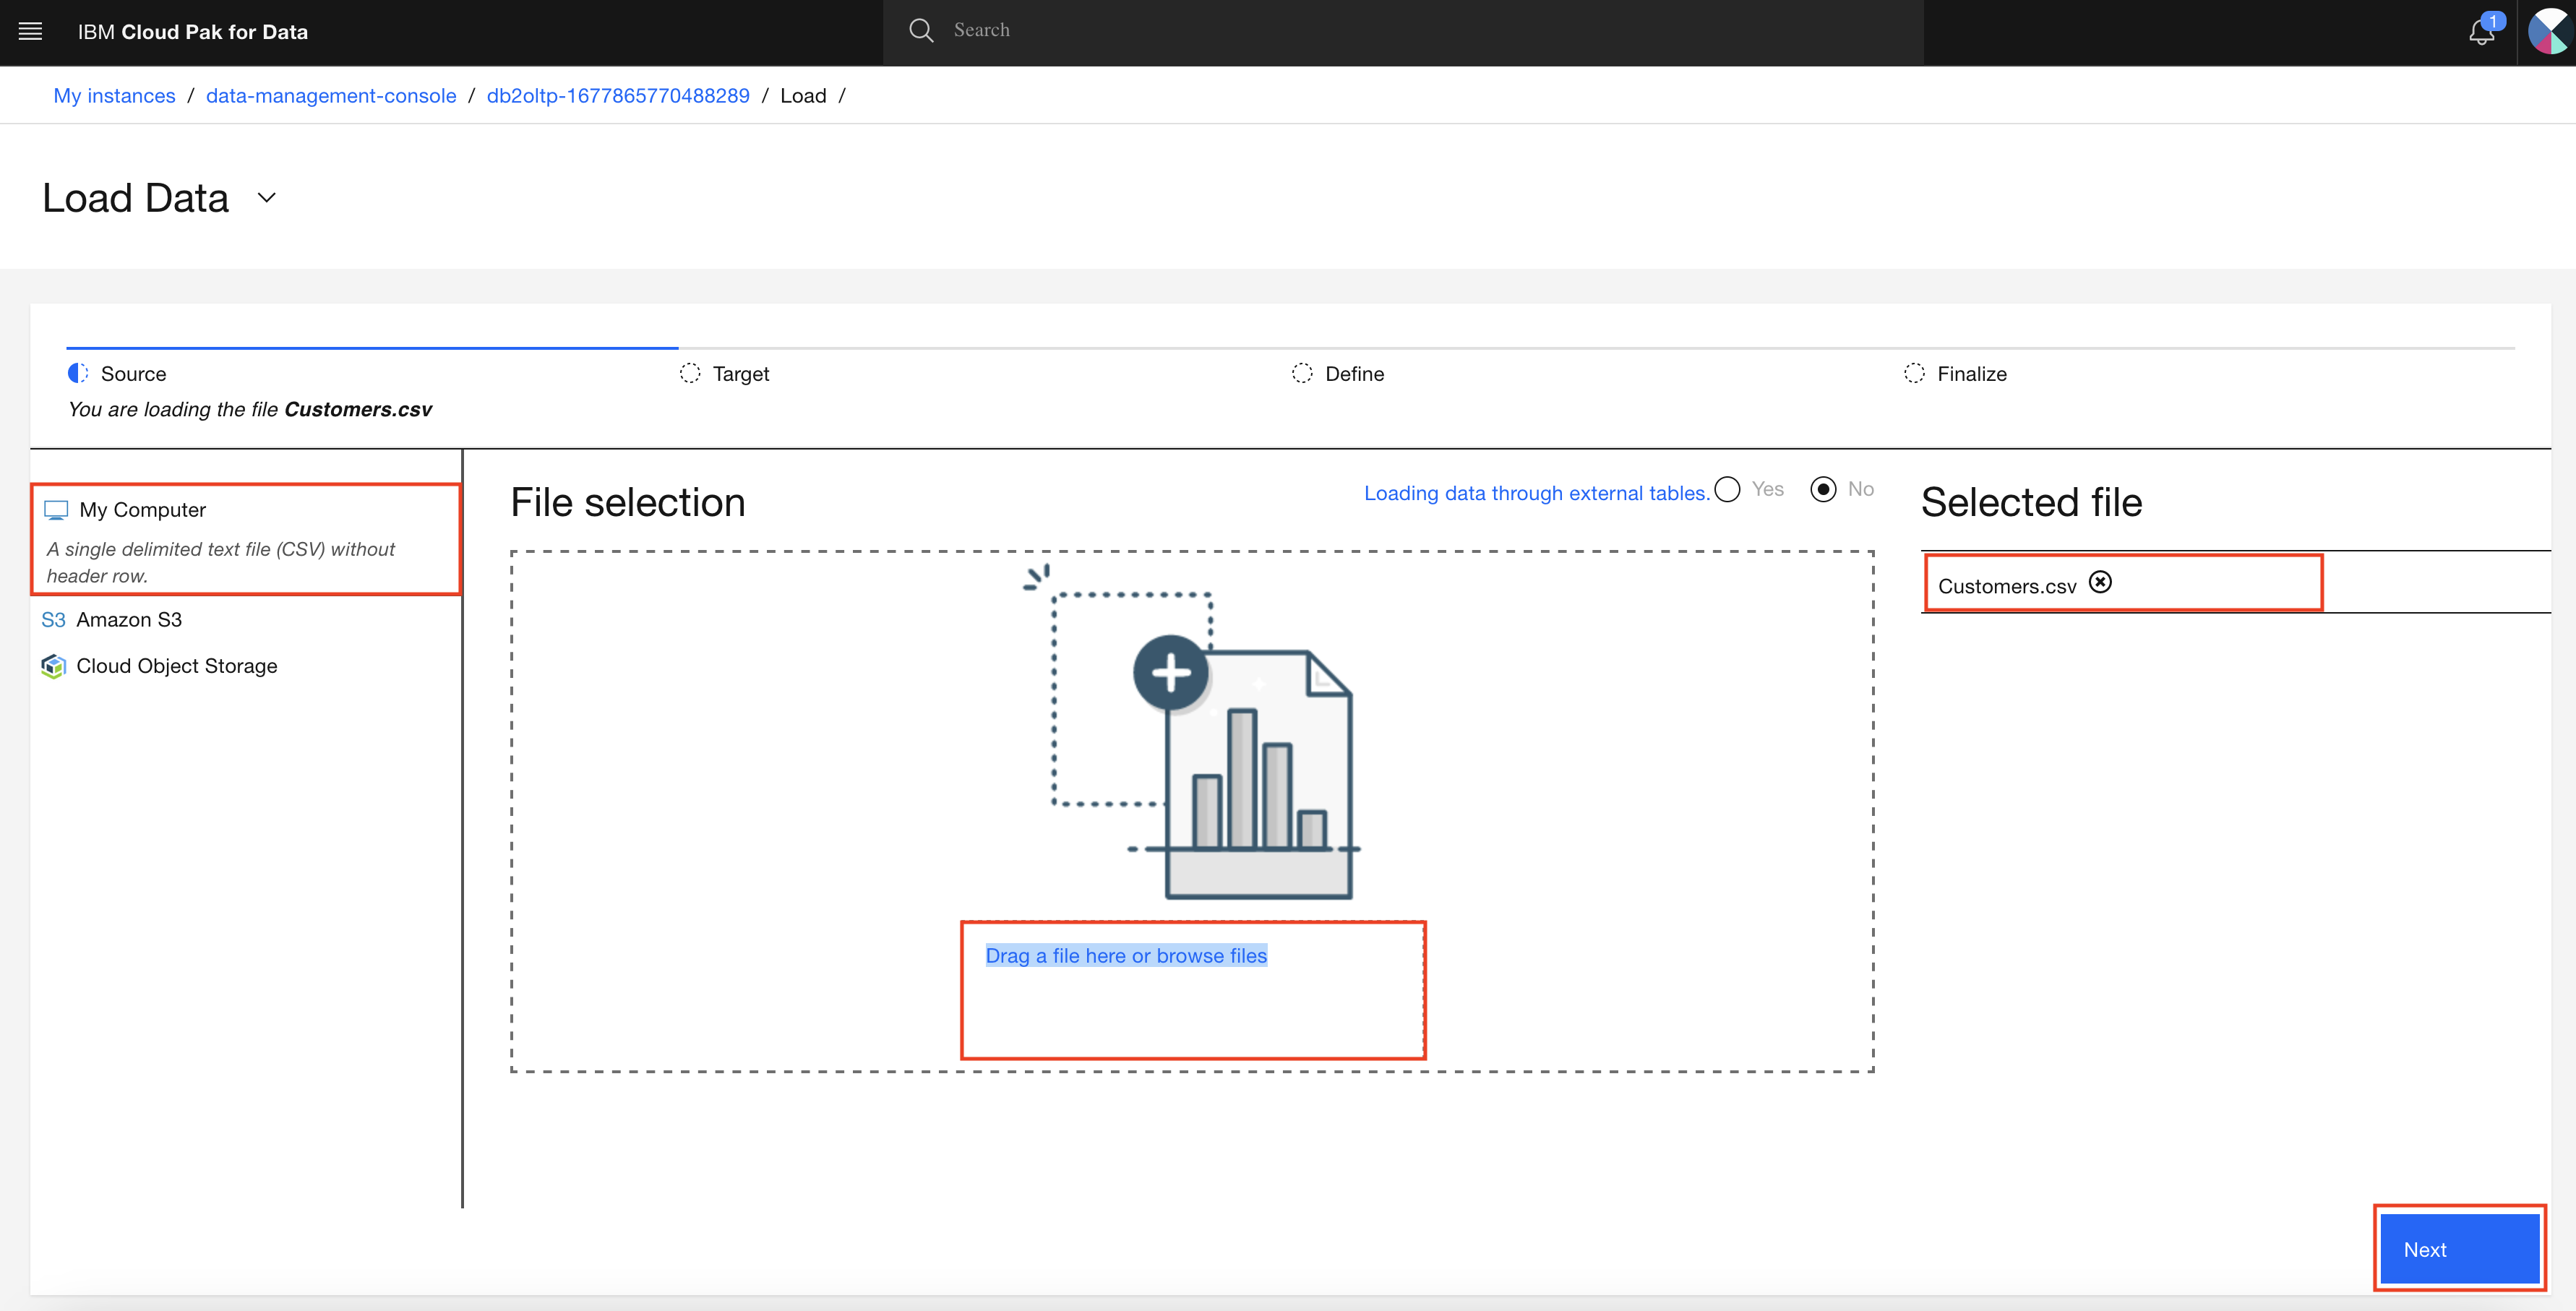 IBM Cloud Pak for Data
Search
1
My instances / data-management-console / db2oltp-1677865770488289 / Load /
Load Data
Source
Target
Define
Finalize
You are loading the file Customers.csv
My Computer
A single delimited text file (CSV) without
header row.
S3 Amazon S3
Cloud Object Storage
File selection
Loading data through external tables. Yes No
Selected file
Customers.csv
Drag a file here or browse files
Next